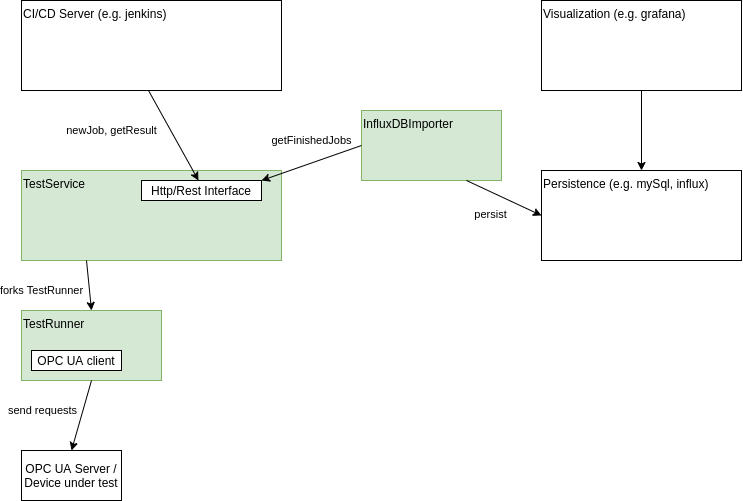 CI/CD Server (e.g. jenkins)
Visualization (e.g. grafana)
newJob, getResult
InfluxDBImporter
getFinishedJobs
TestService
Http/Rest Interface
Persistence (e.g. mySql, influx)
persist
forks TestRunner
TestRunner
OPC UA client
send requests
OPC UA Server /
Device under test